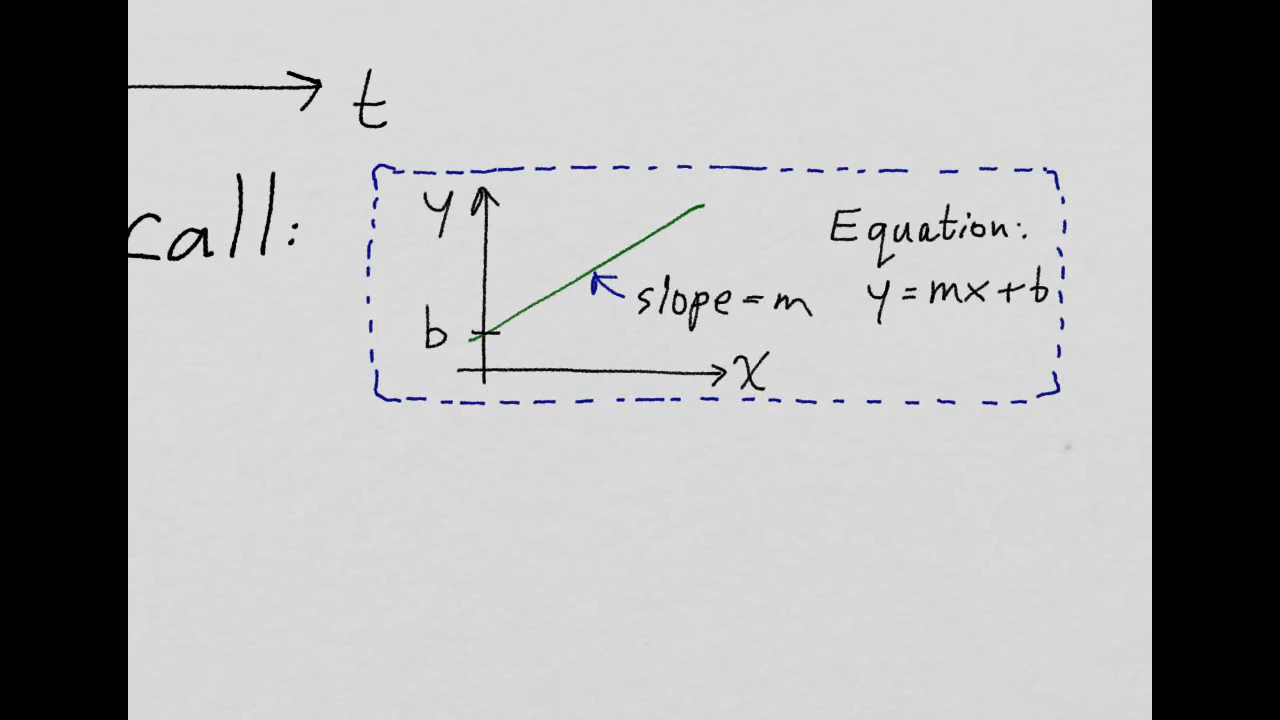 t
call:
y
Equation:
slope = m
y = mx + b
b
x